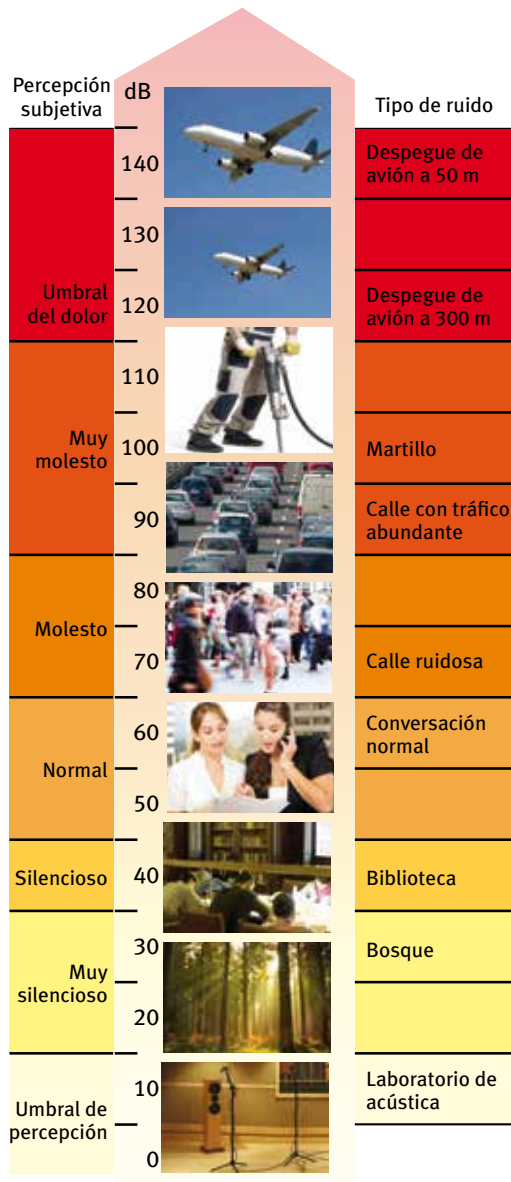 Percepción
subjetiva
dB
Tipo de ruido
140
Despegue de
avión a 50 m
130
Umbral
del dolor
120
Despegue de
avión a 300 m
110
Muy
molesto
100
Martillo
90
Calle con tráfico
abundante
80
Molesto
70
Calle ruidosa
60
Conversación
normal
Normal
50
Silencioso
40
Biblioteca
30
Bosque
Muy
silencioso
20
10
Laboratorio de
acústica
Umbral de
percepción
0